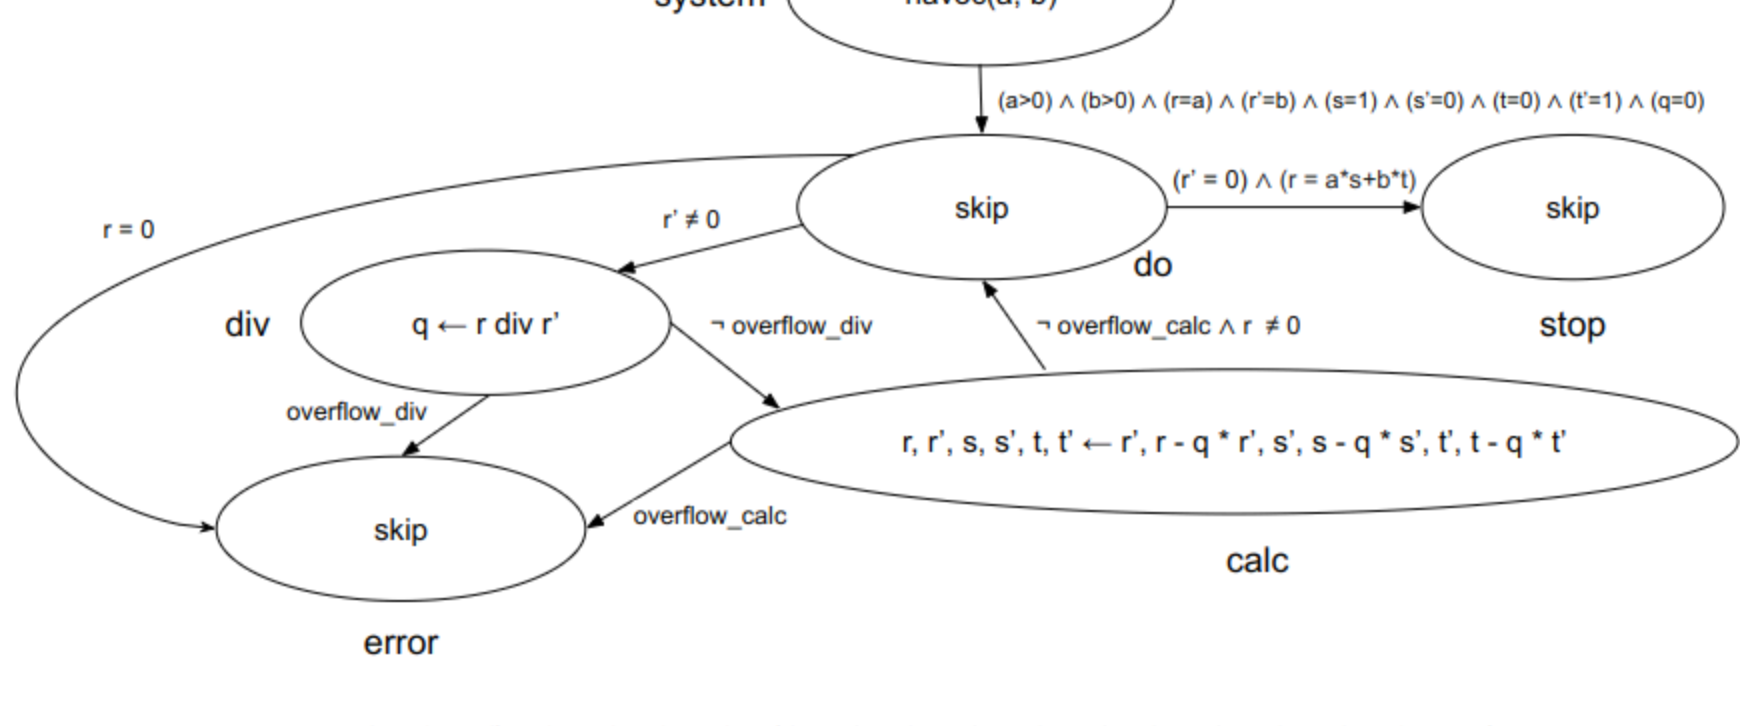 (a>0) ∧ (b>0) ∧ (r=a) ∧ (r'=b) ∧ (s=1) ∧ (s'=0) ∧ (t=0) ∧ (t'=1) ∧ (q=0)
(r' = 0) ∧ (r = a*s+b*t)
skip
skip
r' ≠ 0
r = 0
do
div
q ← r div r'
¬ overflow_div
¬ overflow_calc ∧ r ≠ 0
stop
overflow_div
r, r', s, s', t, t' ← r', r - q * r', s', s - q * s', t', t - q * t'
overflow_calc
skip
calc
error